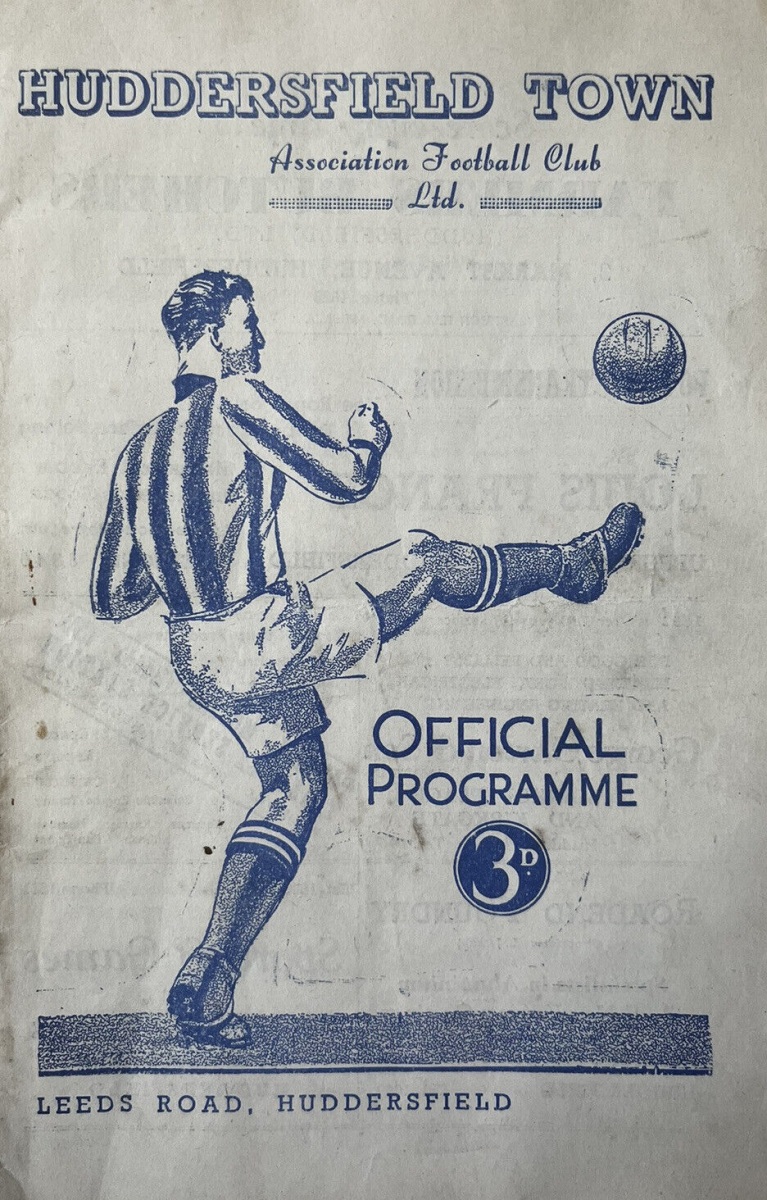 HUDDERSFIELD TOWN
Association Football Club
Ltd.
OFFICIAL
PROGRAMME
3D.
LEEDS ROAD, HUDDERSFIELD